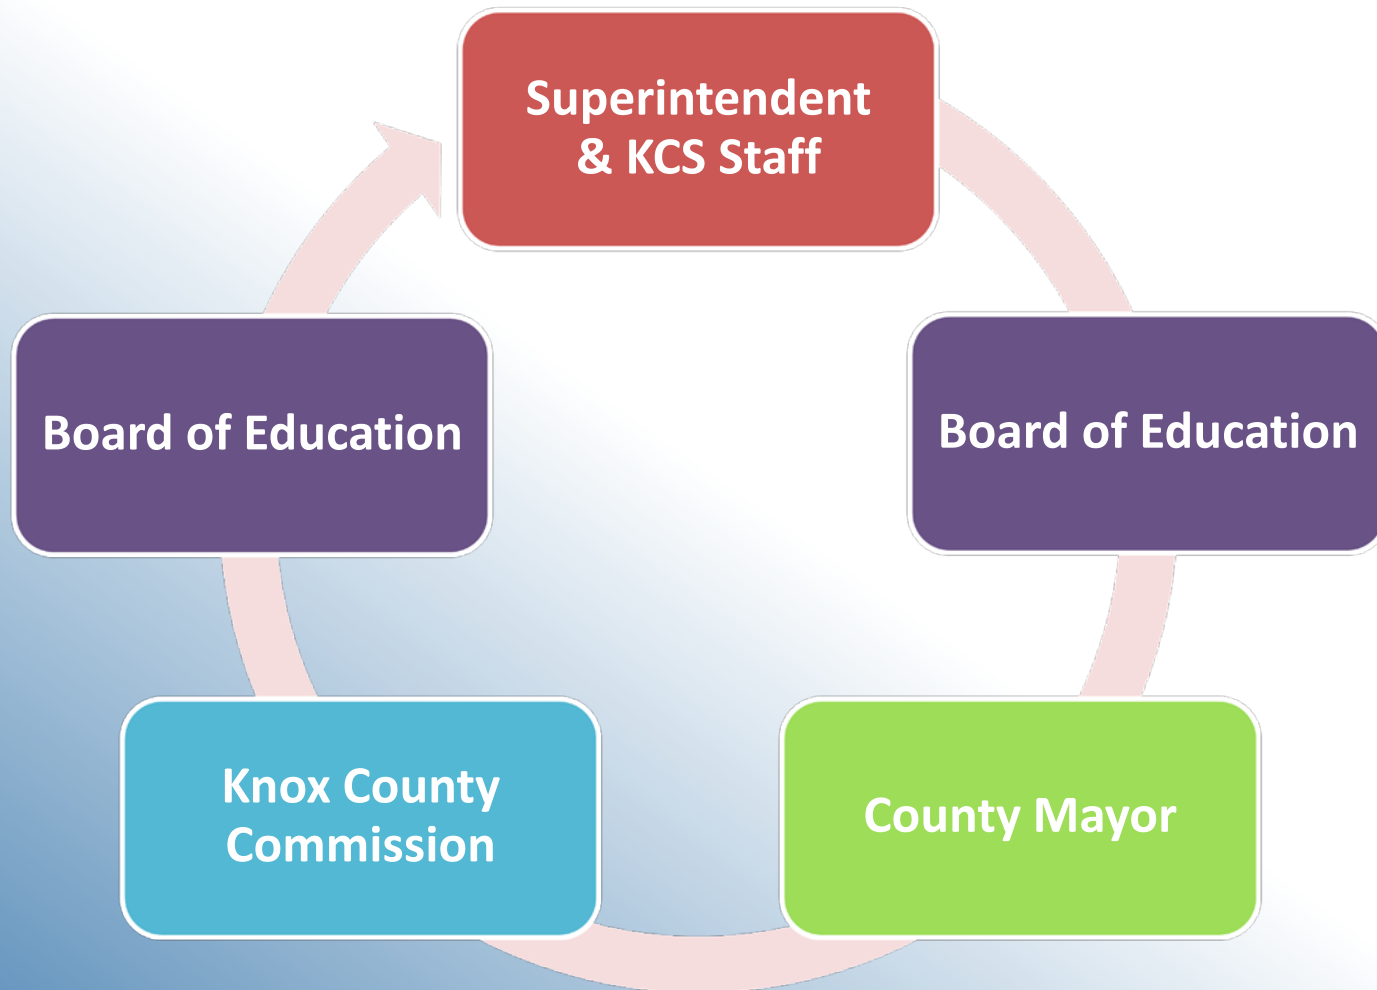 Superintendent
& KCS Staff
Board of Education
Board of Education
Knox County
Commission
County Mayor